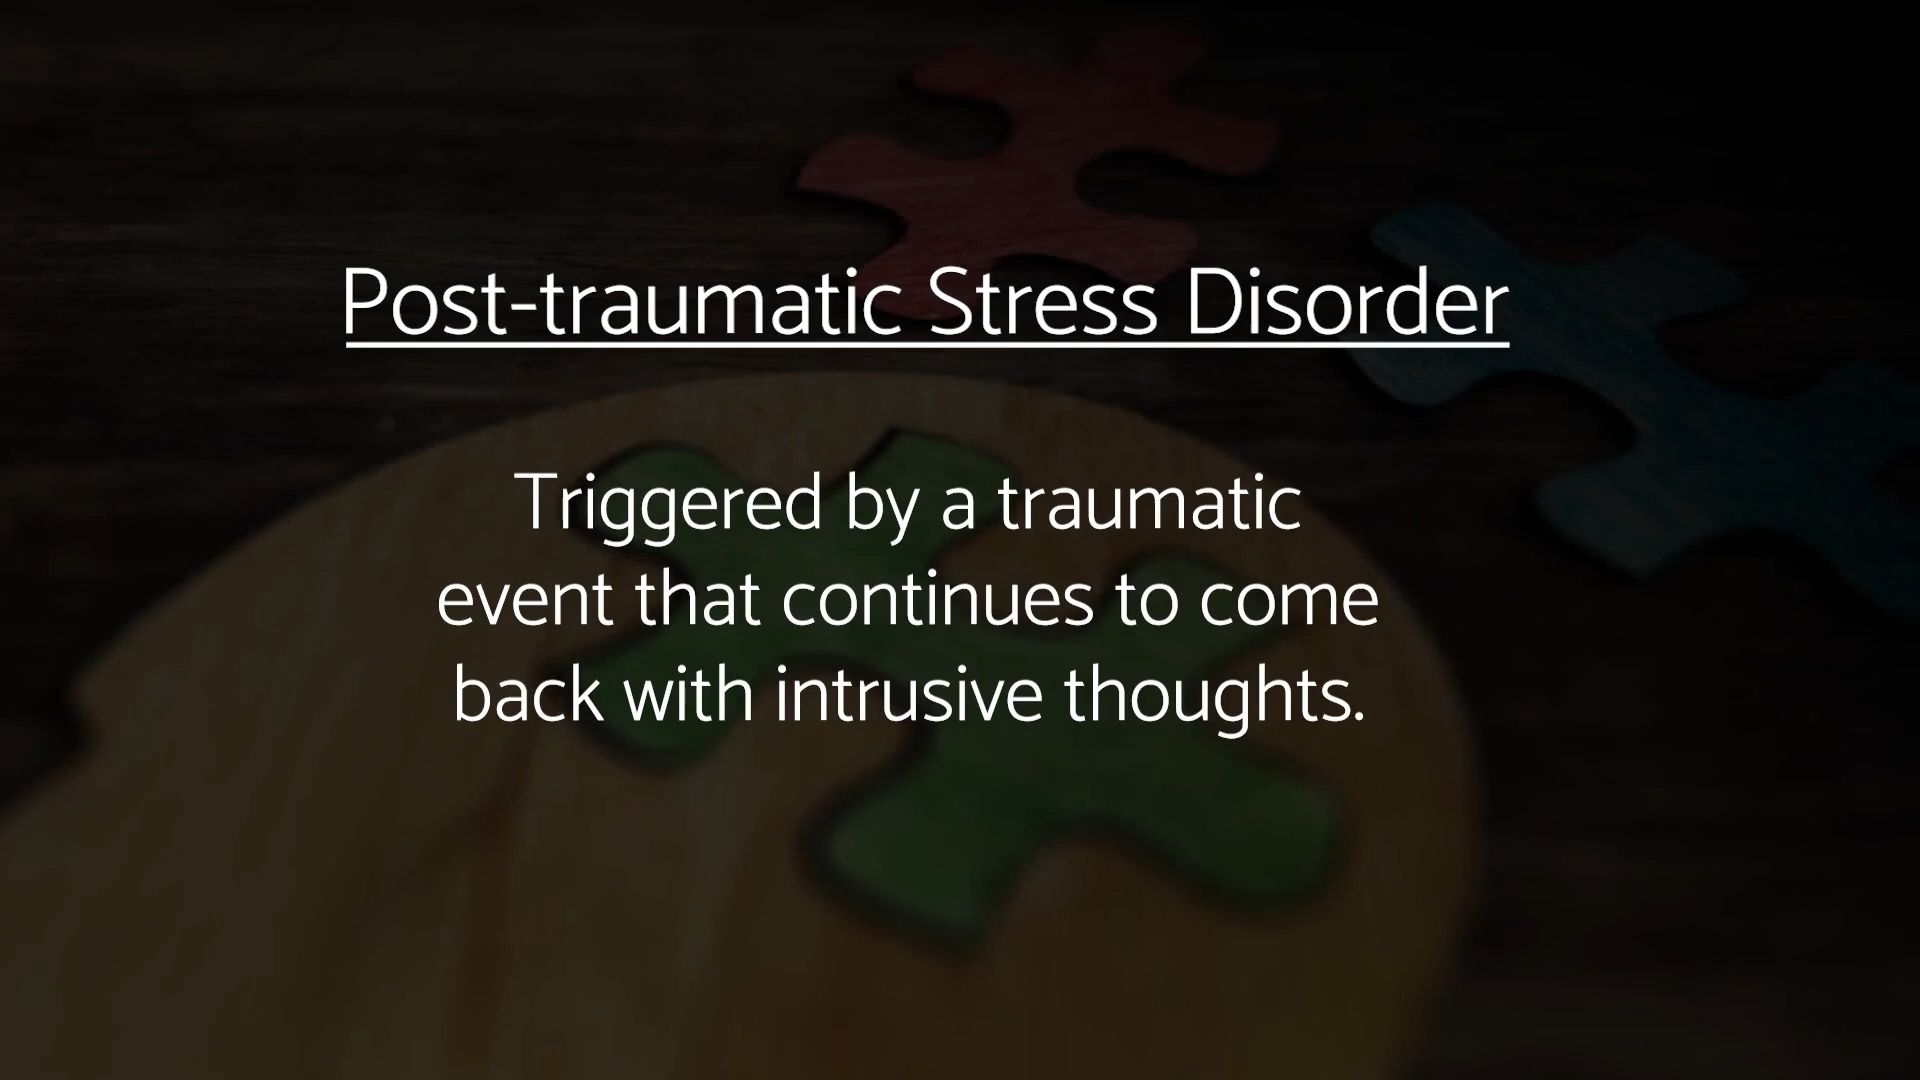 Post-traumatic Stress Disorder
Triggered by a traumatic
event that continues to come
back with intrusive thoughts.